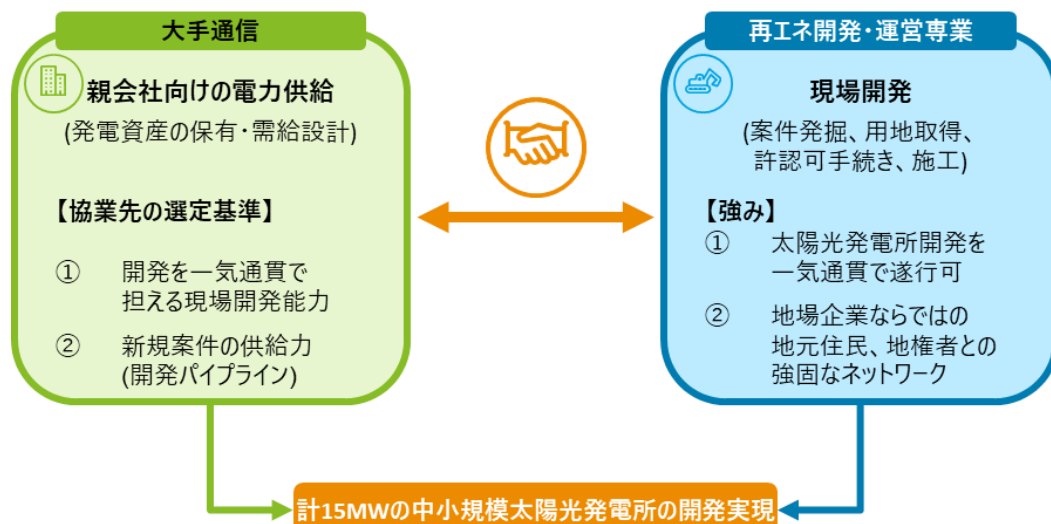 大手通信
親会社向けの電力供給
(発電資産の保有・需給設計)
【協業先の選定基準】
① 開発を一気通貫で
担える現場開発能力
② 新規案件の供給力
(開発パイプライン)
再エネ開発・運営専業
現場開発
(案件発掘、用地取得、
許認可手続き、施工)
【強み】
① 太陽光発電所開発を
一気通貫で遂行可
② 地場企業ならではの
地元住民、地権者との
強固なネットワーク
計15MWの中小規模太陽光発電所の開発実現